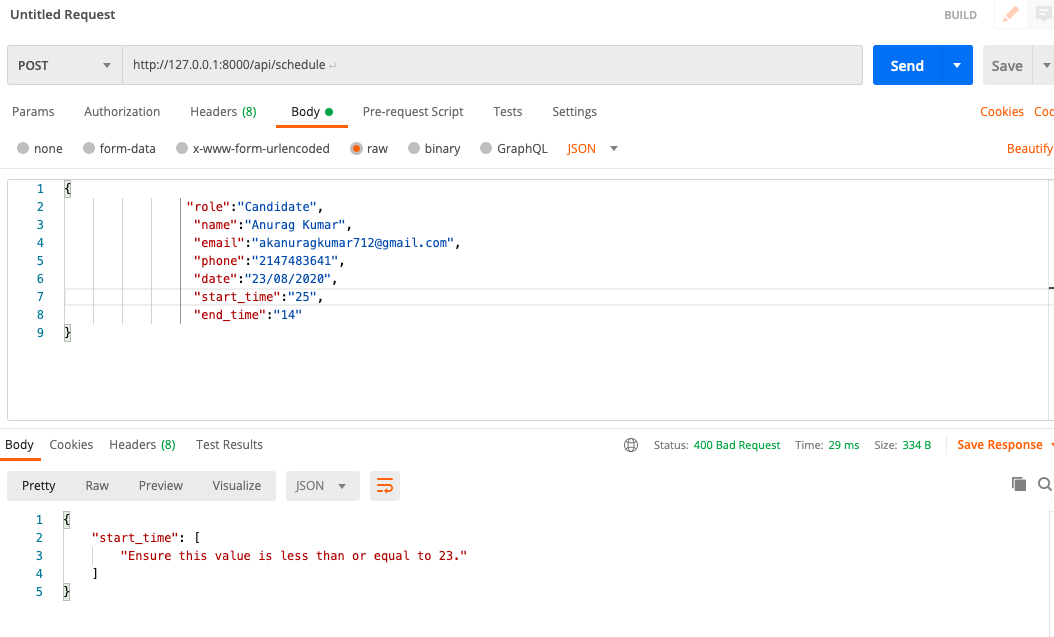 Untitled Request BUILD
POST http://127.0.0.1:8000/api/schedule Send Save
Params Authorization Headers (8) Body Pre-request Script Tests Settings Cookies
none form-data x-www-form-urlencoded raw binary GraphQL JSON Beautify
1 {
2 "role":"Candidate",
3 "name":"Anurag Kumar",
4 "email":"akanuragkumar712@gmail.com",
5 "phone":"2147483641",
6 "date":"23/08/2020",
7 "start_time":"25",
8 "end_time":"14"
9 }
Body Cookies Headers (8) Test Results Status: 400 Bad Request Time: 29 ms Size: 334 B Save Response
Pretty Raw Preview Visualize JSON
1 {
2 "start_time": [
3 "Ensure this value is less than or equal to 23."
4 ]
5 }